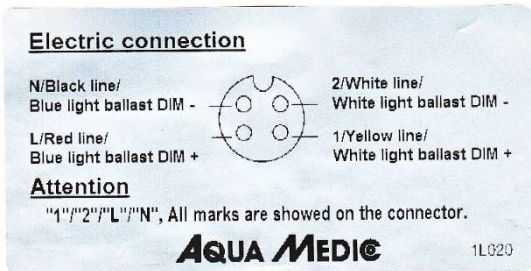 Electric connection
N/Black line/
Blue light ballast DIM -
2/White line/
White light ballast DIM -
L/Red line/
Blue light ballast DIM +
1/Yellow line/
White light ballast DIM +
Attention
"1"/"2"/"L"/"N", All marks are showed on the connector.
AQUA MEDIC
1L020